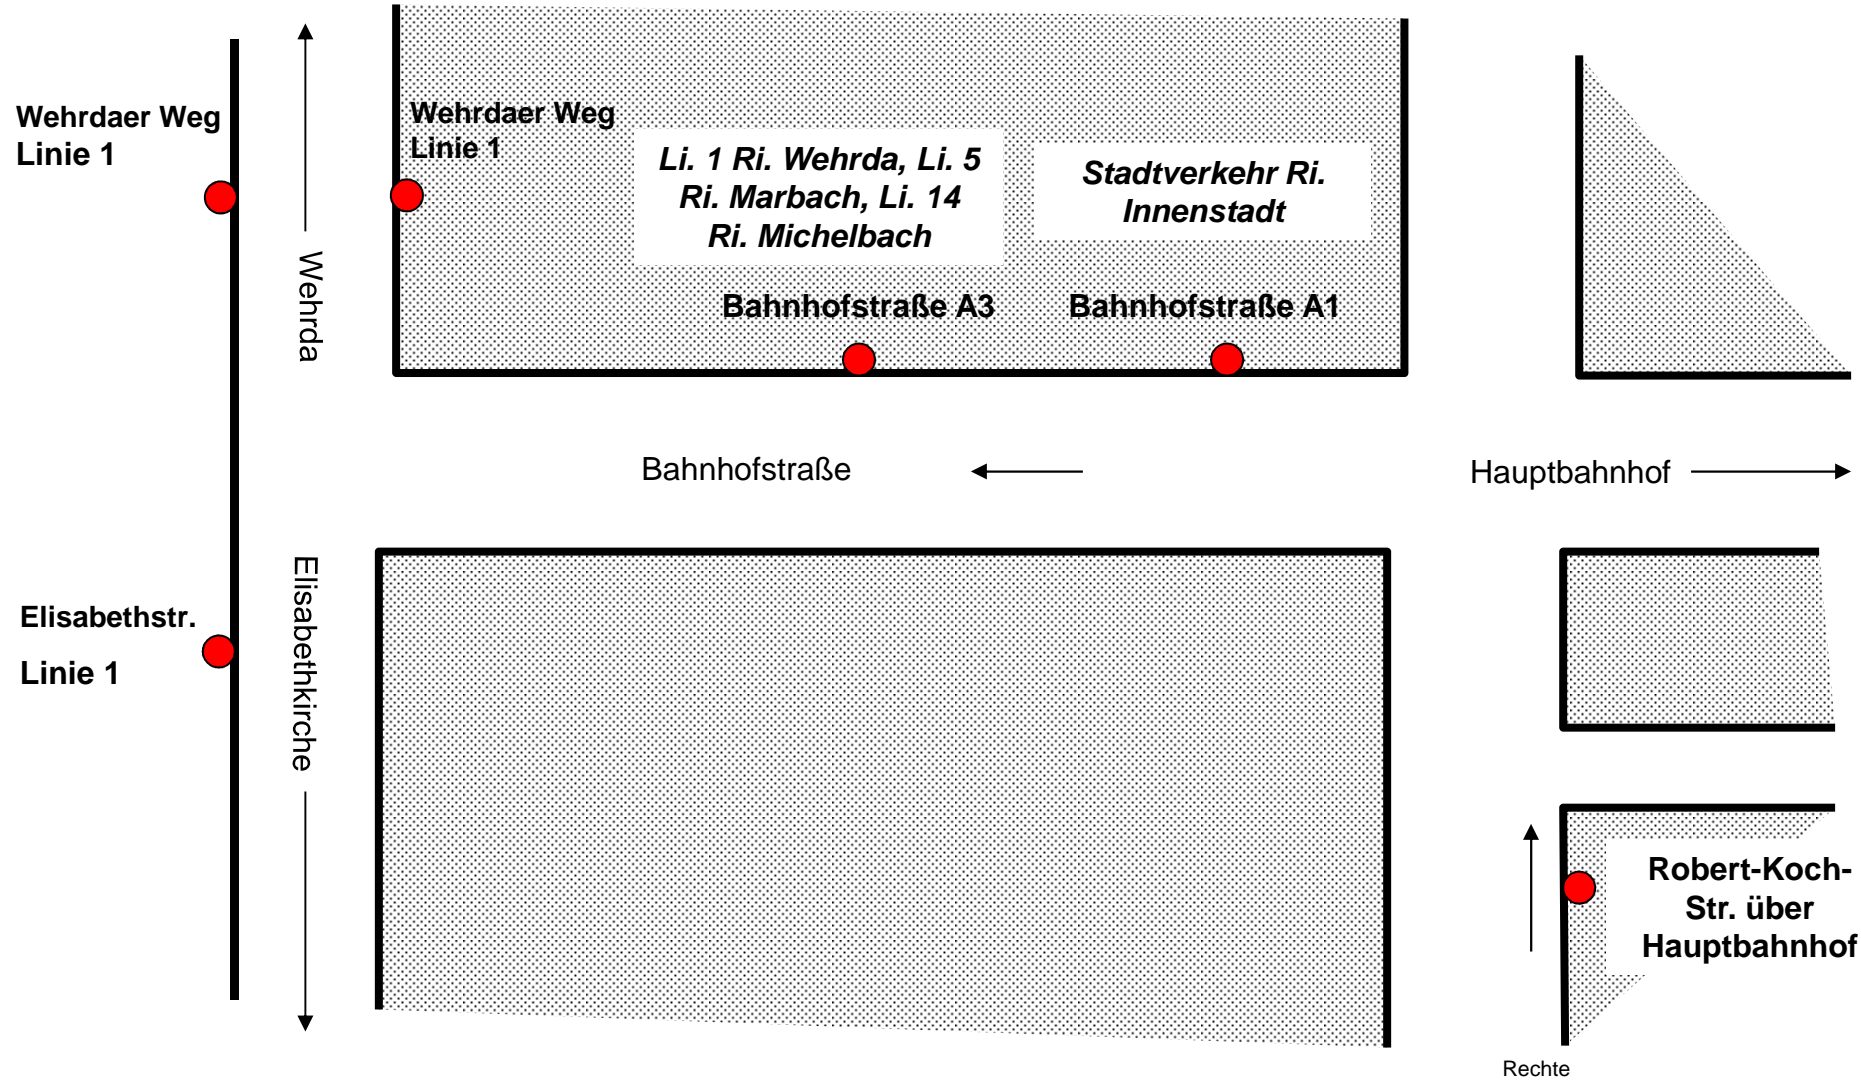 Wehrdaer Weg
Linie 1
Wehrdaer Weg
Linie 1
Li. 1 Ri. Wehrda, Li. 5
Ri. Marbach, Li. 14
Ri. Michelbach
Stadtverkehr Ri.
Innenstadt
Wehrda
Bahnhofstraße A3
Bahnhofstraße A1
Bahnhofstraße
Hauptbahnhof
Elisabethstr.
Linie 1
Elisabethkirche
Robert-Koch-
Str. über
Hauptbahnhof
Rechte